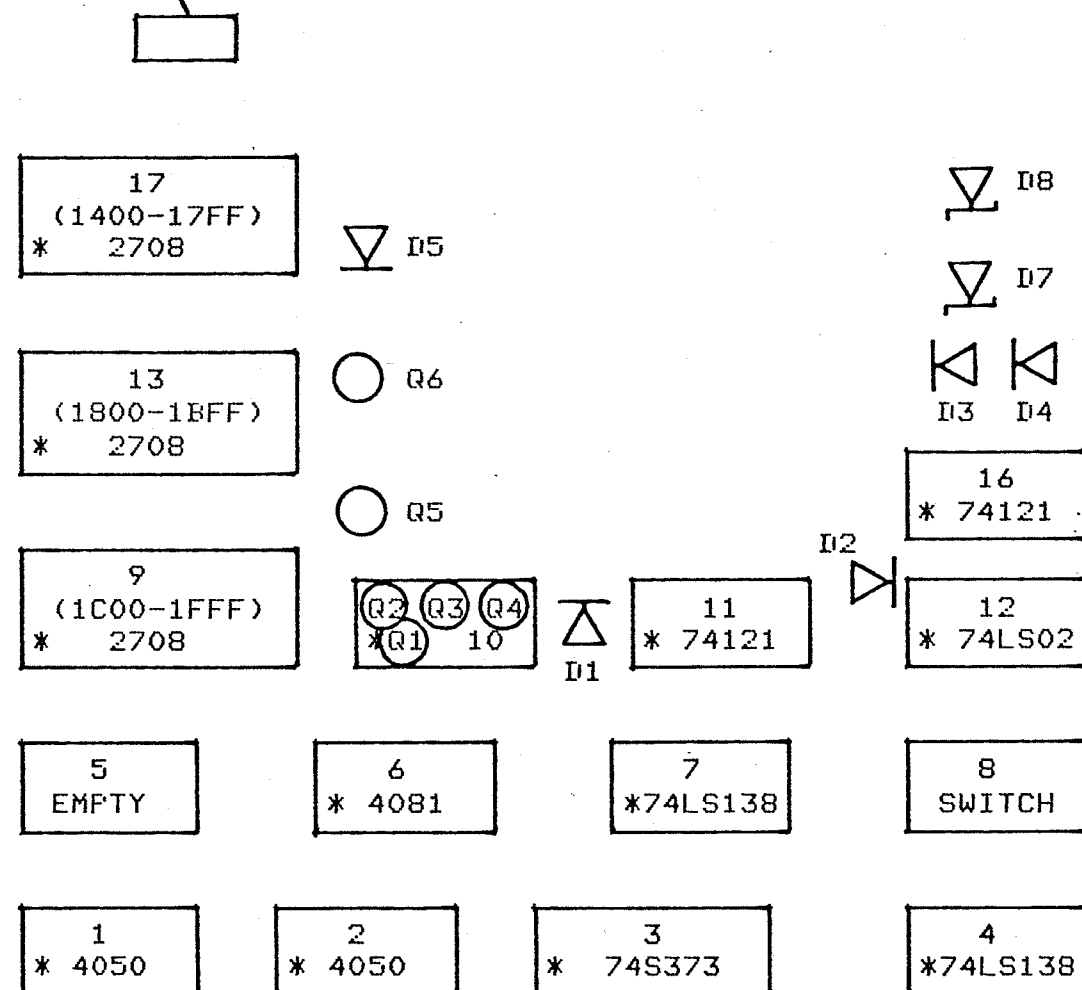 17
(1400-17FF)
* 2708
D8
D5
D7
13
(1800-1BFF)
* 2708
Q6
D3 D4
16
* 74121
Q5
D2
9
(1C00-1FFF)
* 2708
Q2 Q3 Q4
*Q1 10
D1
11
* 74121
12
* 74LS02
5
EMPTY
6
* 4081
7
*74LS138
8
SWITCH
1
* 4050
2
* 4050
3
* 74S373
4
*74LS138